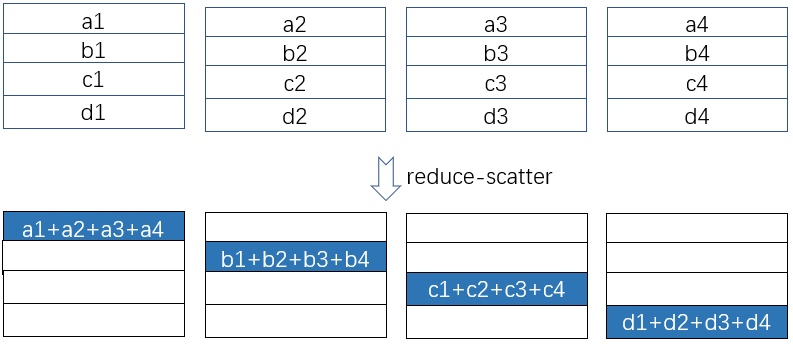 a1
b1
c1
d1
a2
b2
c2
d2
a3
b3
c3
d3
a4
b4
c4
d4
reduce-scatter
a1+a2+a3+a4
b1+b2+b3+b4
c1+c2+c3+c4
d1+d2+d3+d4